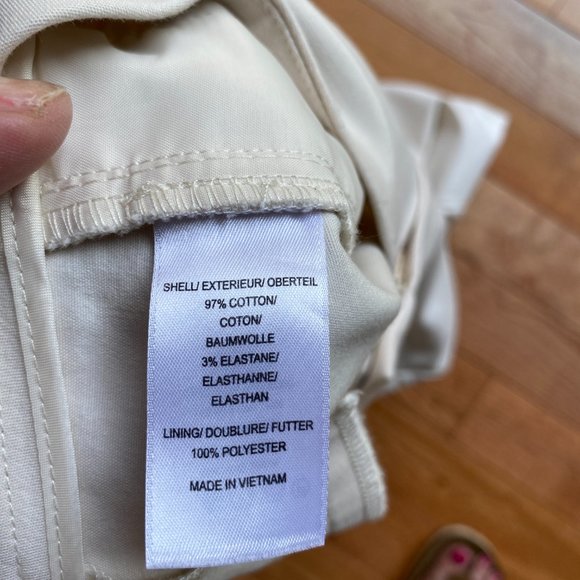 SHELL/ EXTERIEUR/ OBERTEIL
97% COTTON/
COTON/
BAUMWOLLE
3% ELASTANE/
ELASTHANNE/
ELASTHAN
LINING/ DOUBLURE/ FUTTER
100% POLYESTER
MADE IN VIETNAM